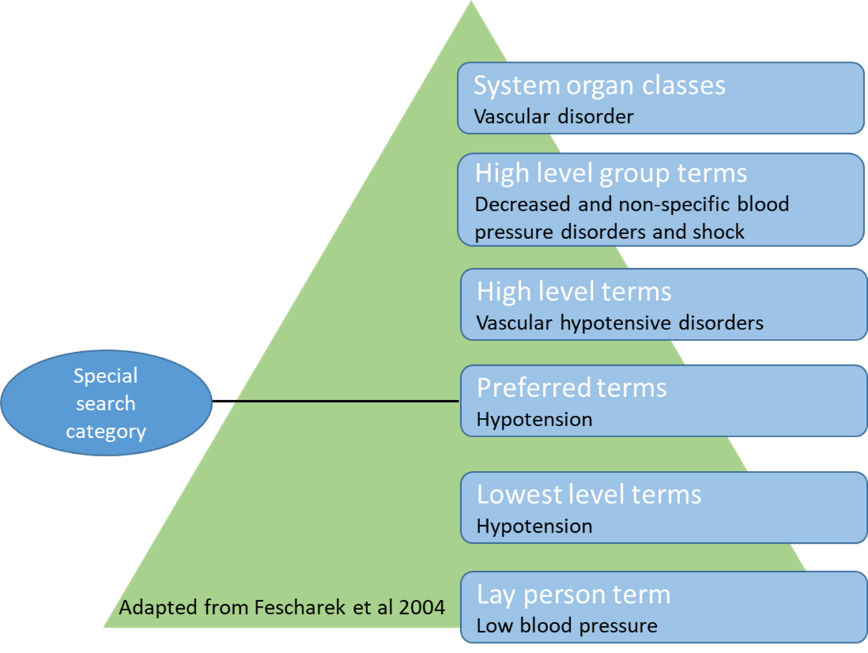 System organ classes
Vascular disorder
High level group terms
Decreased and non-specific blood
pressure disorders and shock
High level terms
Vascular hypotensive disorders
Special
search
category
Preferred terms
Hypotension
Lowest level terms
Hypotension
Adapted from Fescharek et al 2004
Lay person term
Low blood pressure